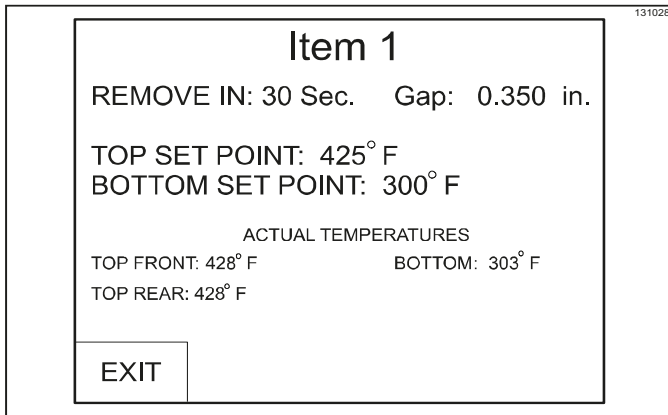 131028
Item 1
REMOVE IN: 30 Sec. Gap: 0.350 in.
TOP SET POINT: 425° F
BOTTOM SET POINT: 300° F
ACTUAL TEMPERATURES
TOP FRONT: 428° F BOTTOM: 303° F
TOP REAR: 428° F
EXIT